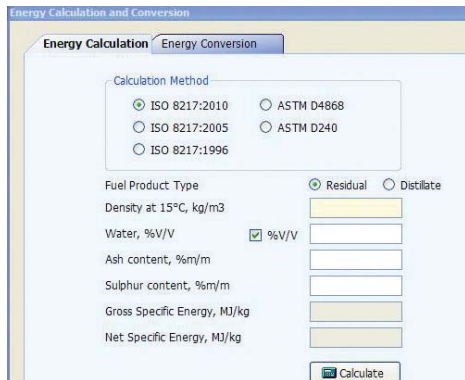 Energy Calculation and Conversion
Energy Calculation Energy Conversion
Calculation Method
ISO 8217:2010 ASTM D4868
ISO 8217:2005 ASTM D240
ISO 8217:1996
Fuel Product Type Residual Distilate
Density at 15°C, kg/m3
Water, %V/V %V/V
Ash content, %m/m
Sulphur content, %m/m
Gross Specific Energy, MJ/kg
Net Specific Energy, MJ/kg
Calculate